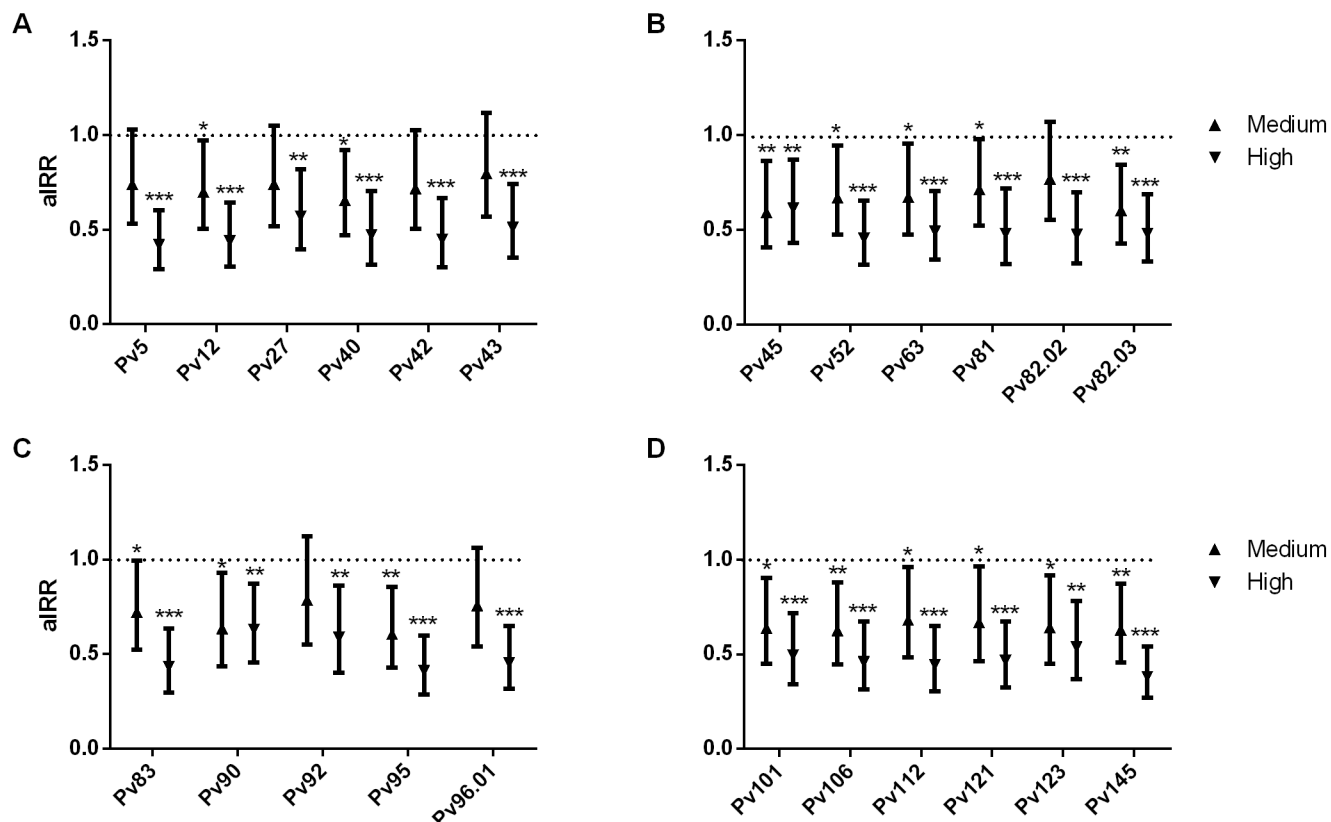 A
1.5
1.0
0.5
0.0
aIRR
*
*
**
***
***
***
***
***
Pv5
Pv12
Pv27
Pv40
Pv42
Pv43
B
1.5
1.0
0.5
0.0
*
*
*
**
**
**
***
***
***
***
***
Pv45
Pv52
Pv63
Pv81
Pv82.02
Pv82.03
Medium
High
C
1.5
1.0
0.5
0.0
aIRR
*
*
**
**
**
***
***
***
Pv83
Pv90
Pv92
Pv95
Pv96.01
D
1.5
1.0
0.5
0.0
*
*
*
*
**
**
**
***
***
***
***
***
Pv101
Pv106
Pv112
Pv121
Pv123
Pv145
Medium
High